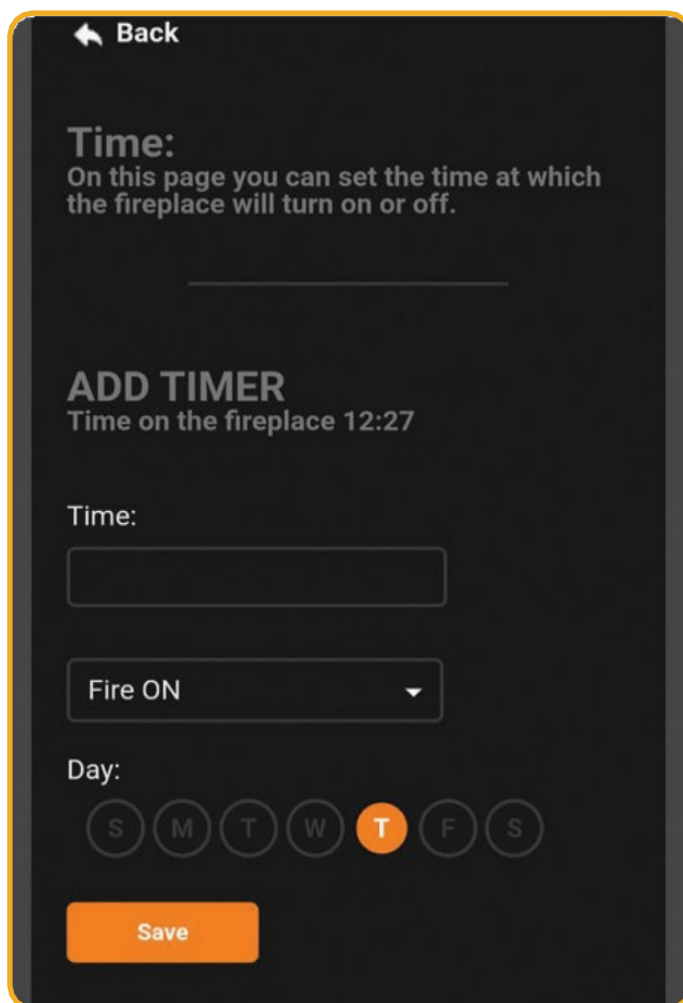 Back
Time:
On this page you can set the time at which
the fireplace will turn on or off.
ADD TIMER
Time on the fireplace 12:27
Time:
Fire ON
Day:
S M T W T F S
Save